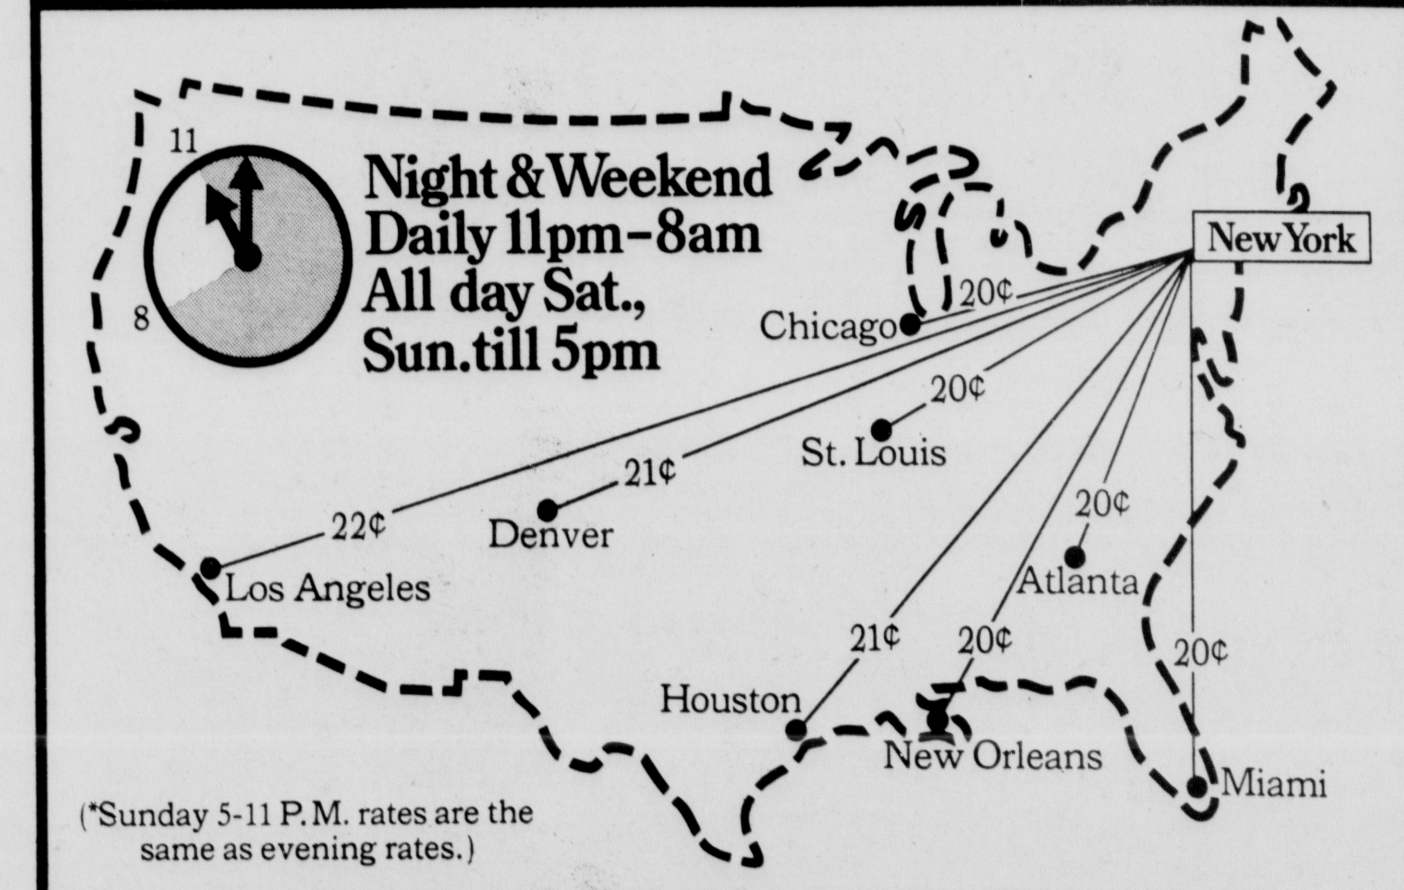 11
8
Night & Weekend
Daily 11pm–8am
All day Sat.,
Sun. till 5pm
New York
20¢
Chicago
20¢
St. Louis
21¢
Denver
22¢
Los Angeles
20¢
Atlanta
21¢
Houston
20¢
New Orleans
20¢
Miami
(*Sunday 5-11 P.M. rates are the
same as evening rates.)